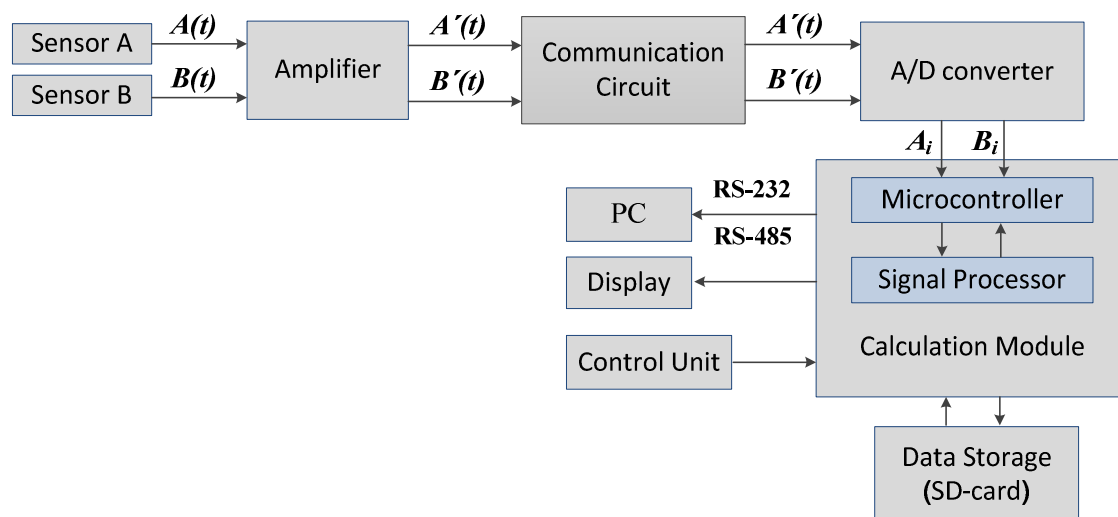 Sensor A
A(t)
Sensor B
B(t)
Amplifier
A´(t)
B´(t)
Communication
Circuit
A´(t)
B´(t)
A/D converter
Ai
Bi
Microcontroller
Signal Processor
Calculation Module
RS-232
PC
RS-485
Display
Control Unit
Data Storage
(SD-card)